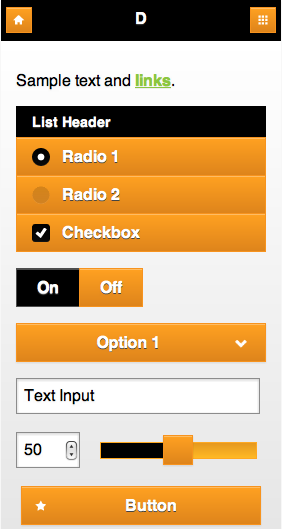 D
Sample text and links.
List Header
Radio 1
Radio 2
Checkbox
On Off
Option 1
Text Input
50
Button